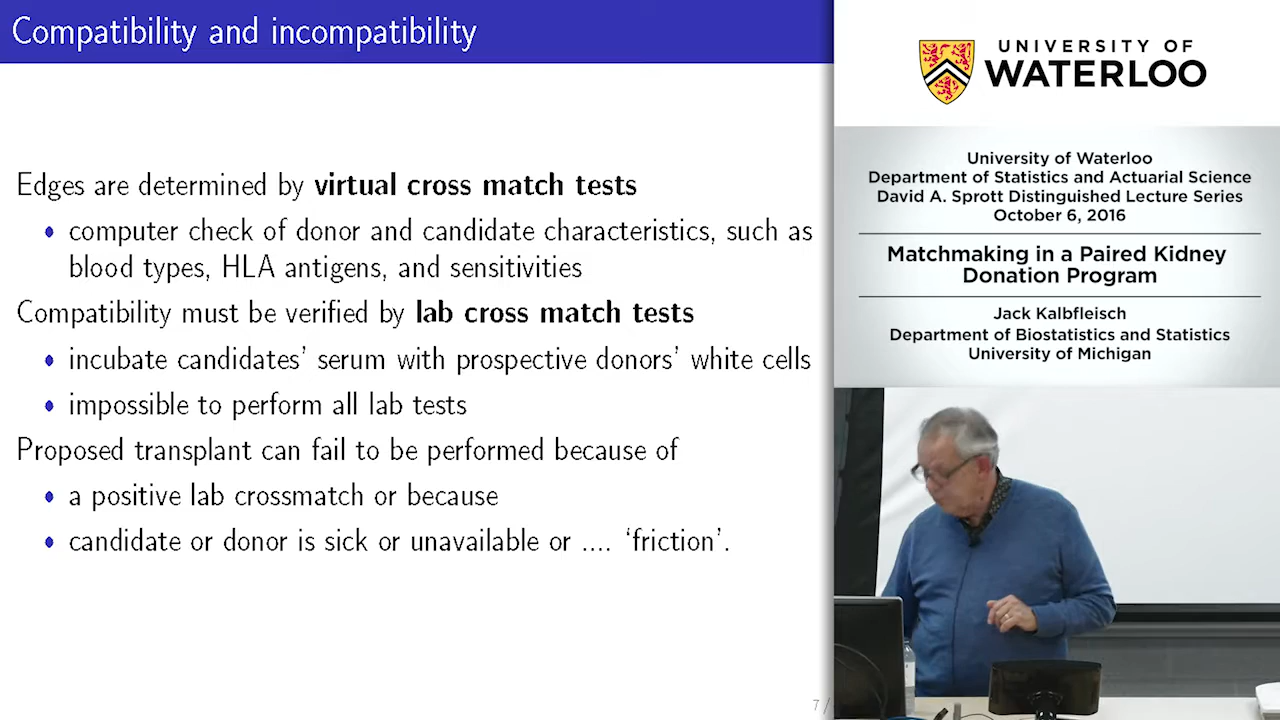 Compatibility and incompatibility
Edges are determined by virtual cross match tests
• computer check of donor and candidate characteristics, such as
blood types, HLA antigens, and sensitivities
Compatibility must be verified by lab cross match tests
• incubate candidates' serum with prospective donors' white cells
• impossible to perform all lab tests
Proposed transplant can fail to be performed because of
• a positive lab crossmatch or because
• candidate or donor is sick or unavailable or .... 'friction'.
7 /
UNIVERSITY OF
WATERLOO
University of Waterloo
Department of Statistics and Actuarial Science
David A. Sprott Distinguished Lecture Series
October 6, 2016
Matchmaking in a Paired Kidney
Donation Program
Jack Kalbfleisch
Department of Biostatistics and Statistics
University of Michigan